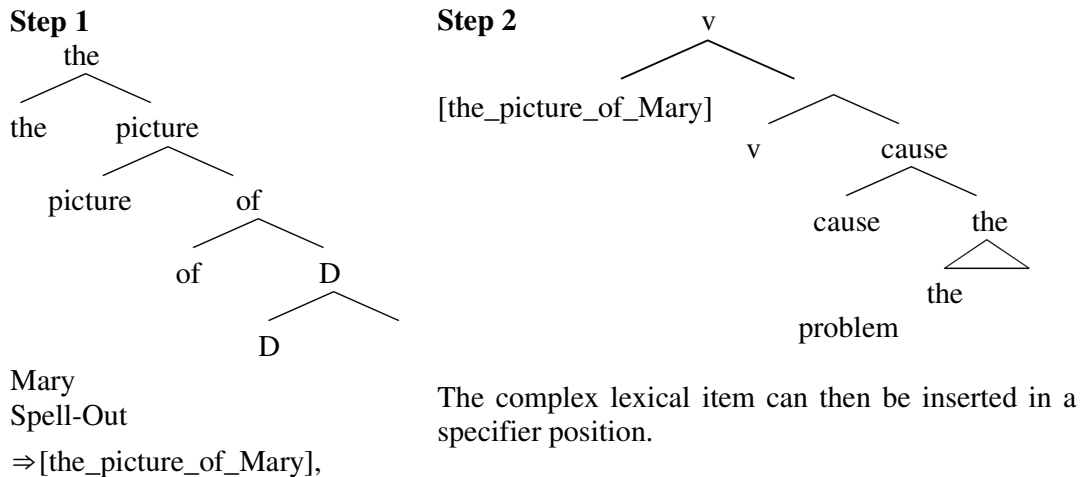 Step 1
the
the picture
picture of
of D
D
Mary
Spell-Out
⇒[the_picture_of_Mary],
Step 2
v
[the_picture_of_Mary]
v cause
cause the
the
problem
The complex lexical item can then be inserted in a
specifier position.